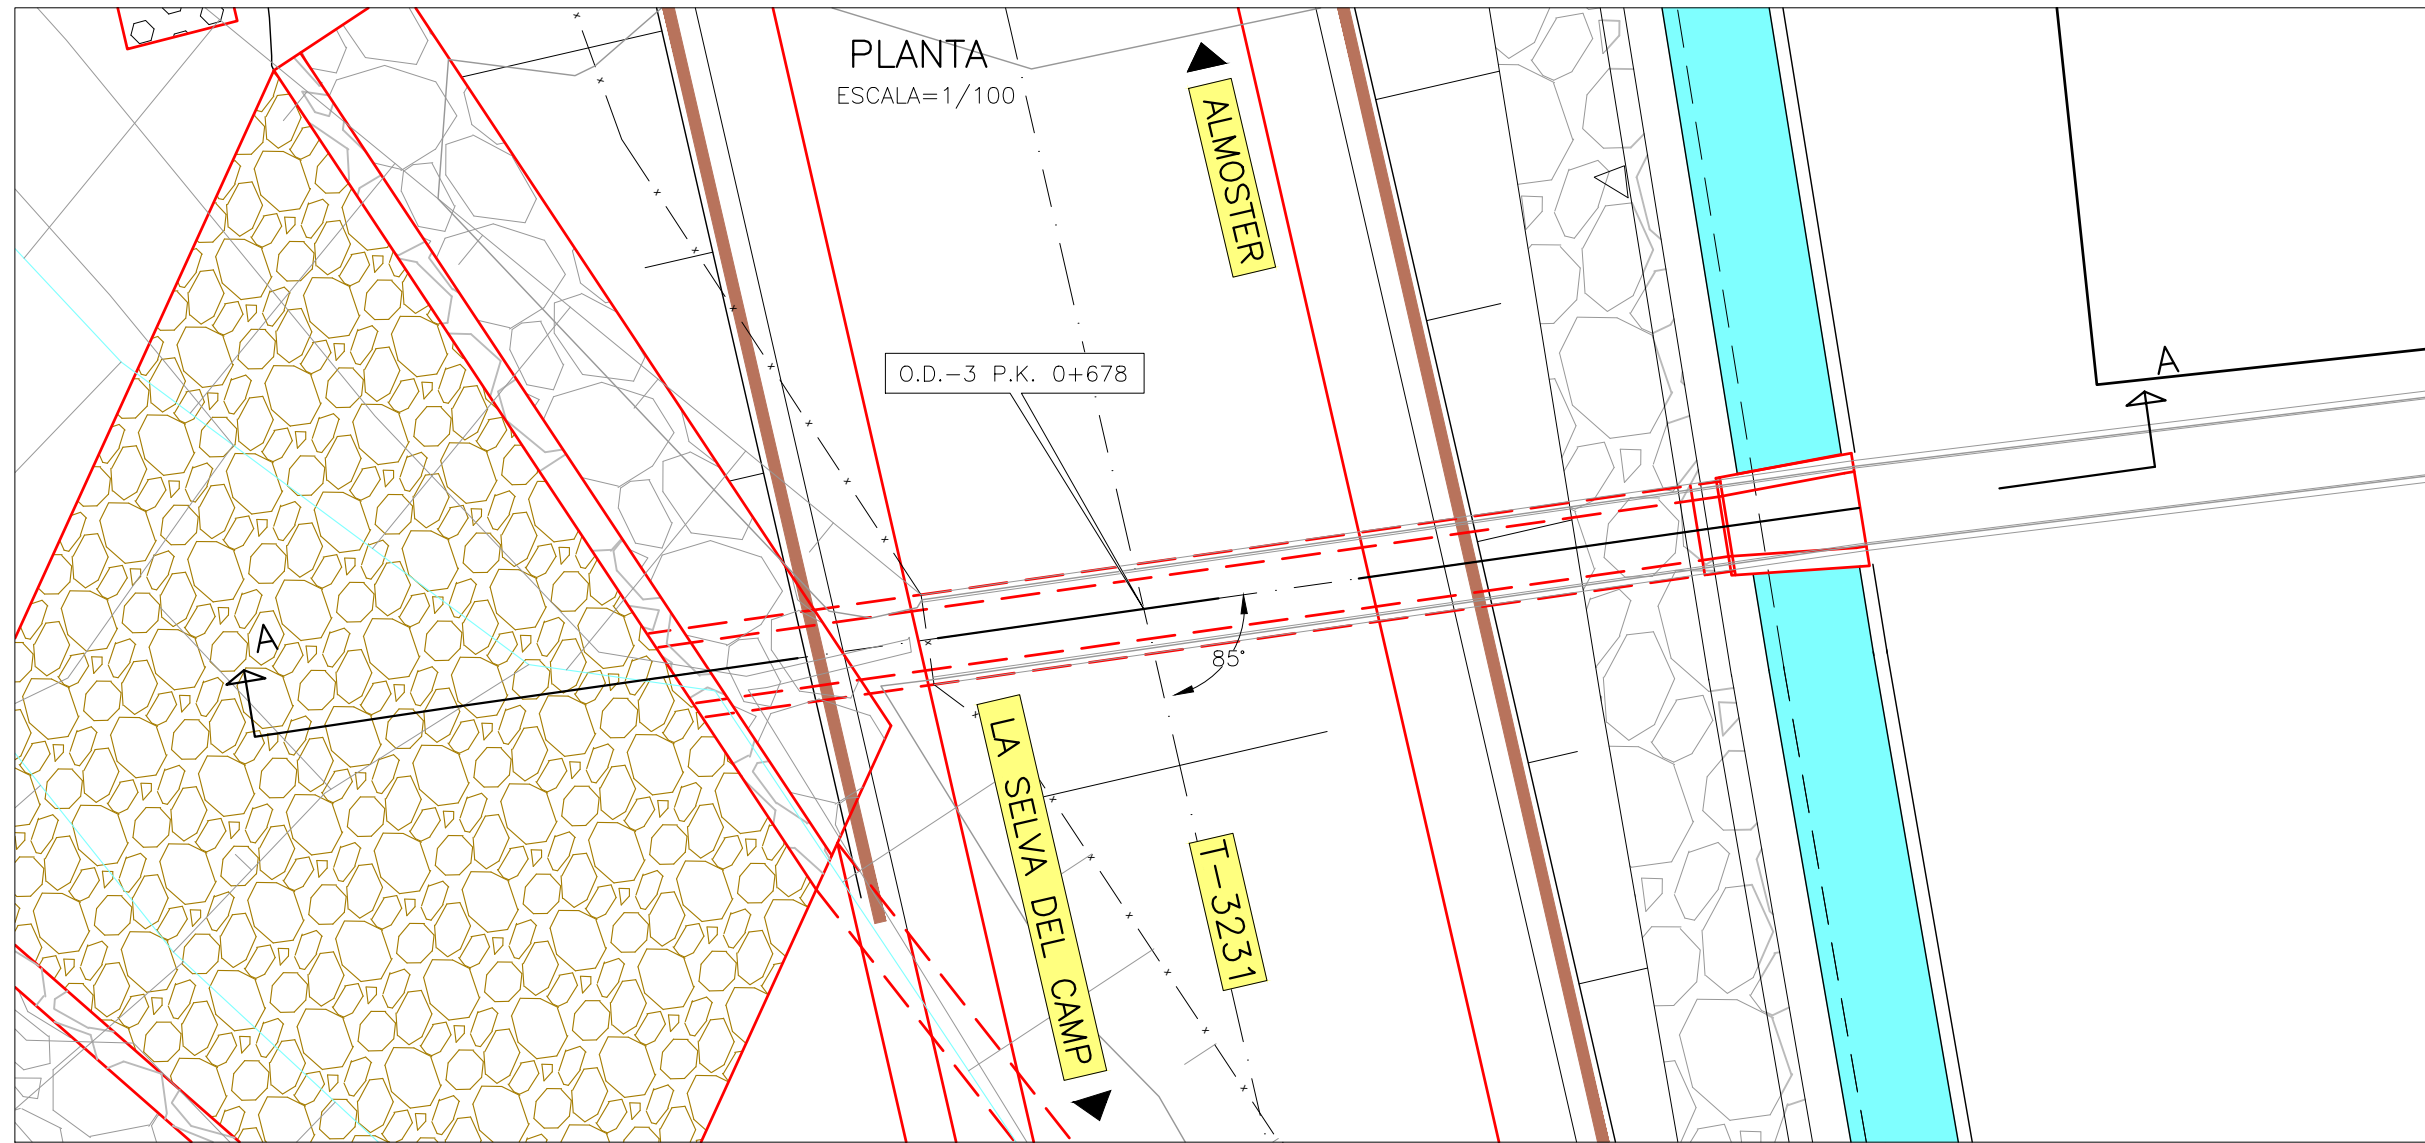 PLANTA
ESCALA=1/100
ALMOSTER
O.D.-3 P.K. 0+678
A
A
85°
LA SELVA DEL CAMP
T-3231